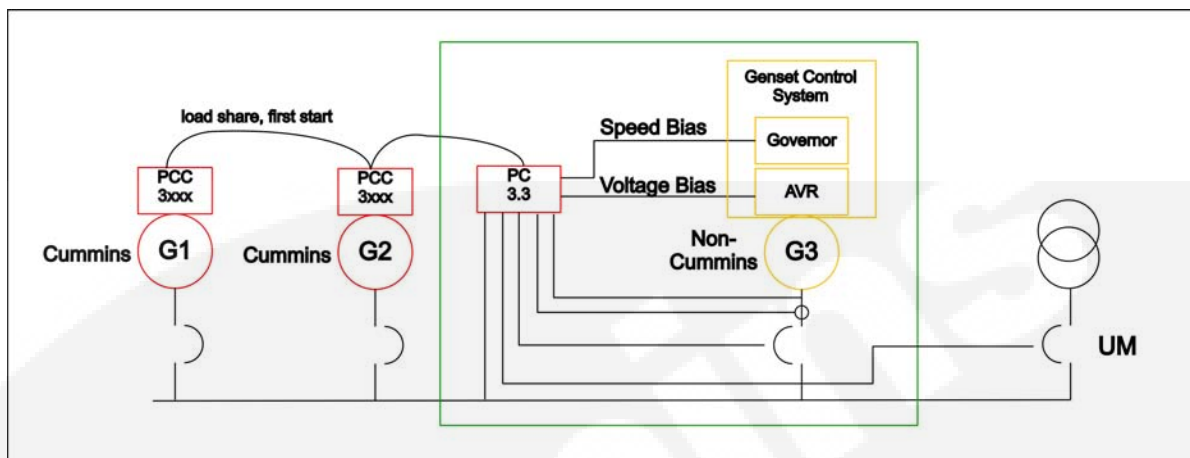 Genset Control
System
load share, first start
Speed Bias
Governor
PCC
3xxx
PCC
3xxx
PC
3.3
Voltage Bias
AVR
Cummins
G1
Cummins
G2
Non-
Cummins
G3
UM
ins